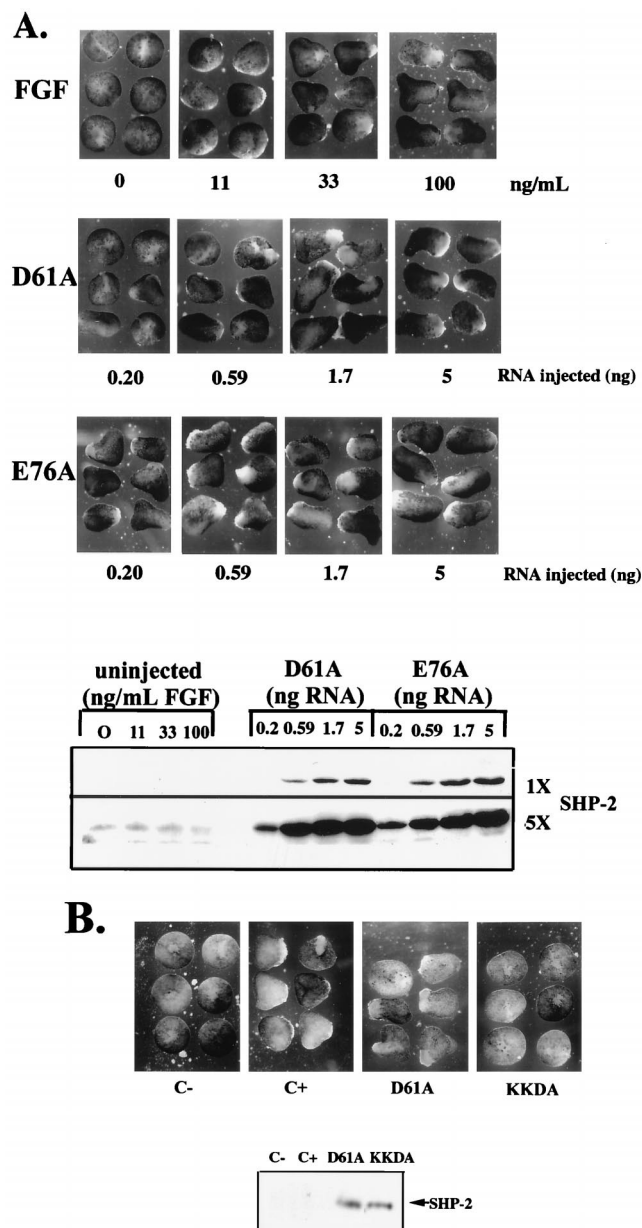 A.
FGF
0 11 33 100 ng/mL
D61A
0.20 0.59 1.7 5 RNA injected (ng)
E76A
0.20 0.59 1.7 5 RNA injected (ng)
uninjected D61A E76A
(ng/mL FGF) (ng RNA) (ng RNA)
O 11 33 100 0.2 0.59 1.7 5 0.2 0.59 1.7 5
1X
SHP-2
5X
B.
C- C+ D61A KKDA
C- C+ D61A KKDA
SHP-2